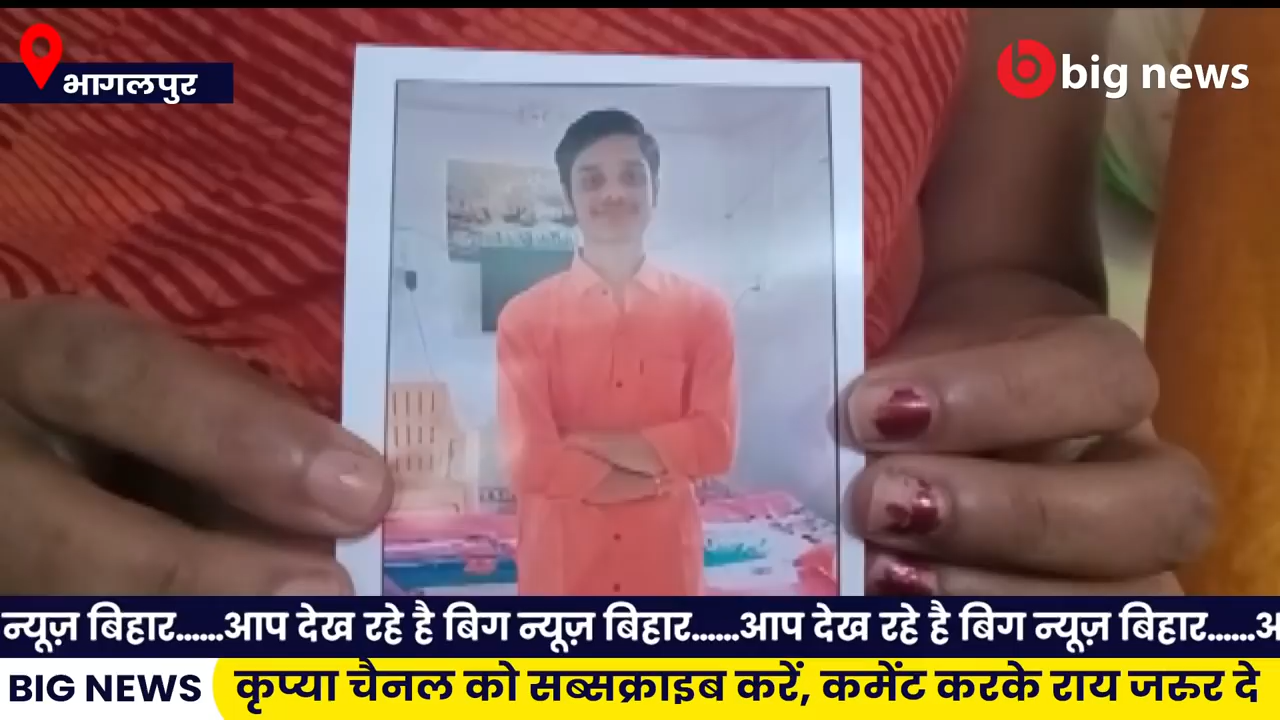 भागलपुर
big news
न्यूज़ बिहार......आप देख रहे है बिग न्यूज़ बिहार......आप देख रहे है बिग न्यूज़ बिहार......अ
BIG NEWS
कृप्या चैनल को सब्सक्राइब करें, कमेंट करके राय जरुर दे